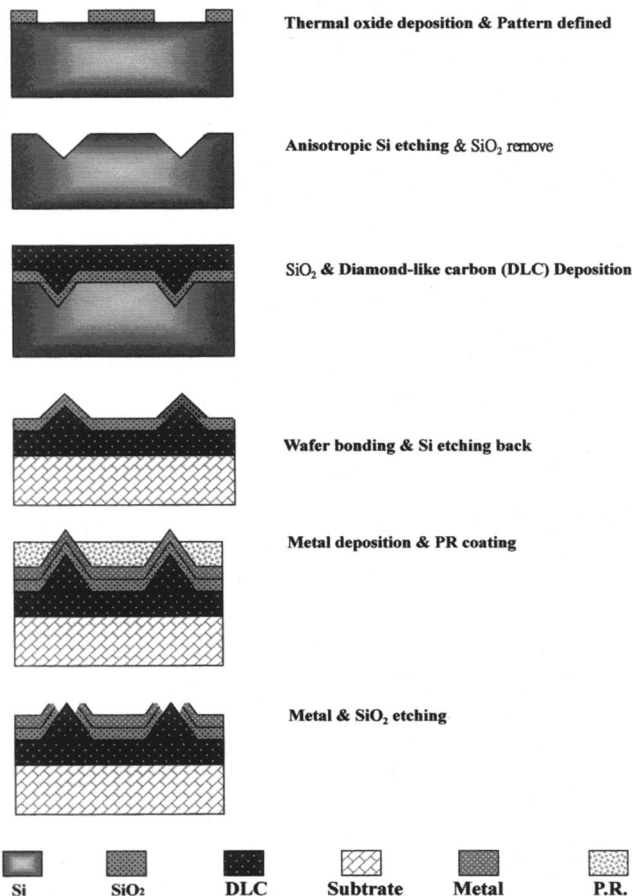 Thermal oxide deposition & Pattern defined
Anisotropic Si etching & SiO₂ remove
SiO₂ & Diamond-like carbon (DLC) Deposition
Wafer bonding & Si etching back
Metal deposition & PR coating
Metal & SiO₂ etching
Si SiO₂ DLC Subtrate Metal P.R.